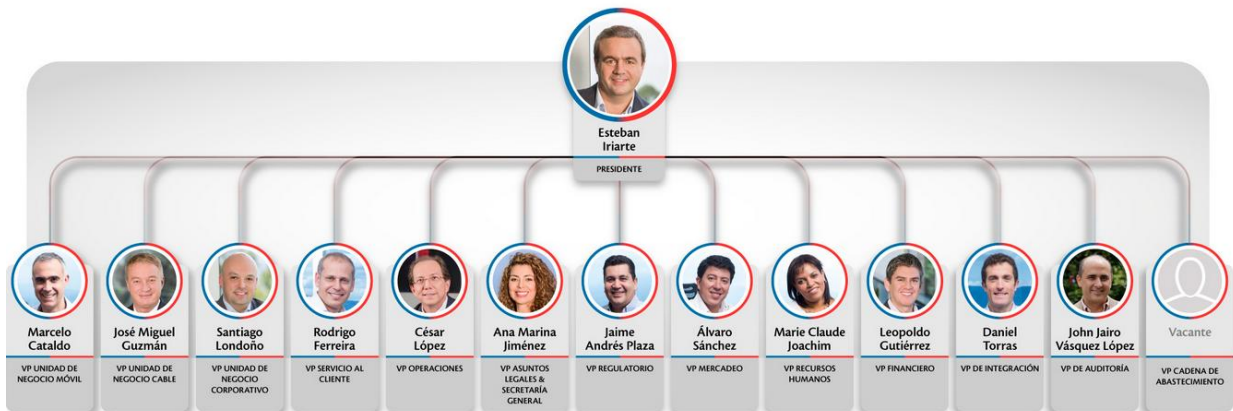 Esteban
Iriarte
PRESIDENTE
Marcelo
Cataldo
VP UNIDAD DE
NEGOCIO MÓVIL
José Miguel
Guzmán
VP UNIDAD DE
NEGOCIO CABLE
Santiago
Londoño
VP UNIDAD DE
NEGOCIO
CORPORATIVO
Rodrigo
Ferreira
VP SERVICIO AL
CLIENTE
César
López
VP OPERACIONES
Ana Marina
Jiménez
VP ASUNTOS
LEGALES &
SECRETARÍA
GENERAL
Jaime
Andrés Plaza
VP REGULATORIO
Álvaro
Sánchez
VP MERCADEO
Marie Claude
Joachim
VP RECURSOS
HUMANOS
Leopoldo
Gutiérrez
VP FINANCIERO
Daniel
Torras
VP DE INTEGRACIÓN
John Jairo
Vásquez López
VP DE AUDITORÍA
Vacante
VP CADENA DE
ABASTECIMIENTO